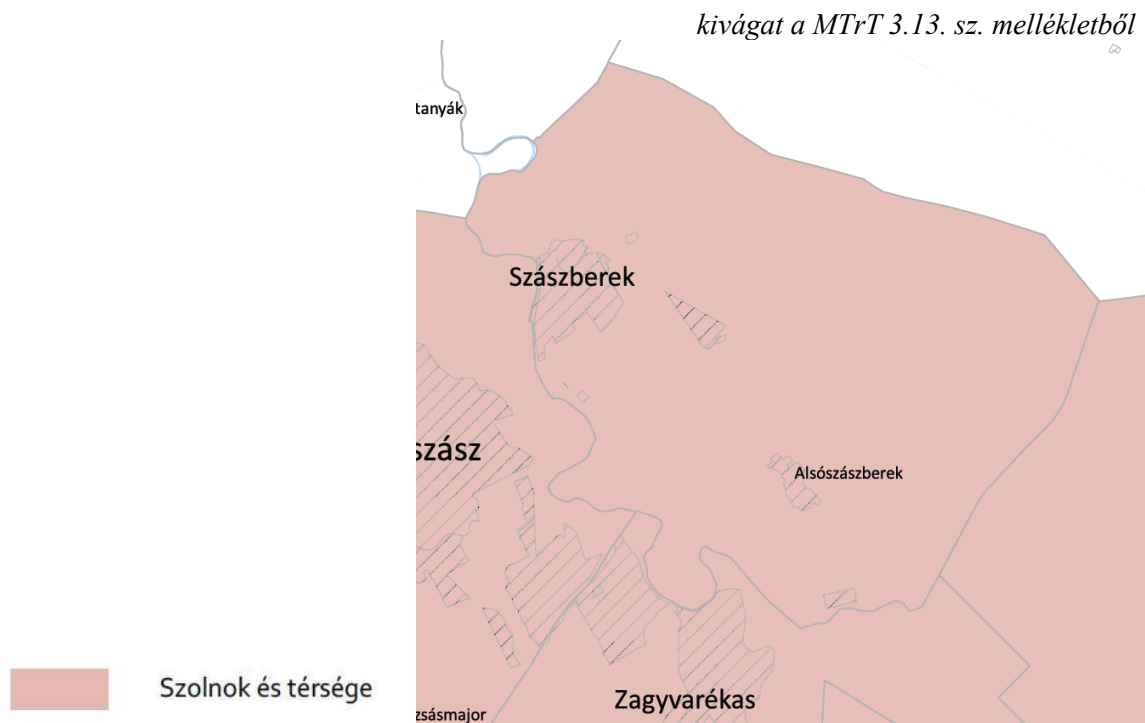 kivágat a MTrT 3.13. sz. mellékletből
tanyák
Szászberek
szász
Alsószászberek
Szolnok és térsége
Zagyvarékas
zsásmajor